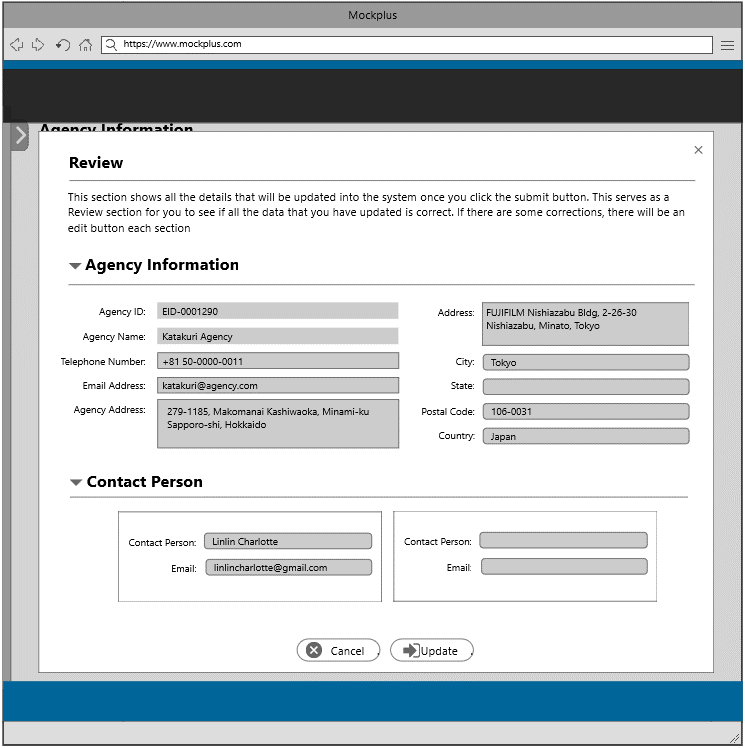 Mockplus
https://www.mockplus.com
Agency Information
Review
This section shows all the details that will be updated into the system once you click the submit button. This serves as a
Review section for you to see if all the data that you have updated is correct. If there are some corrections, there will be an
edit button each section
Agency Information
Agency ID: EID-0001290
Agency Name: Katakuri Agency
Telephone Number: +81 50-0000-0011
Email Address: katakuri@agency.com
Agency Address: 279-1185, Makomanai Kashiwaoka, Minami-ku
Sapporo-shi, Hokkaido
Address: FUJIFILM Nishiazabu Bldg, 2-26-30
Nishiazabu, Minato, Tokyo
City: Tokyo
State:
Postal Code: 106-0031
Country: Japan
Contact Person
Contact Person: Linlin Charlotte
Email: linlincharlotte@gmail.com
Contact Person:
Email:
Cancel
Update